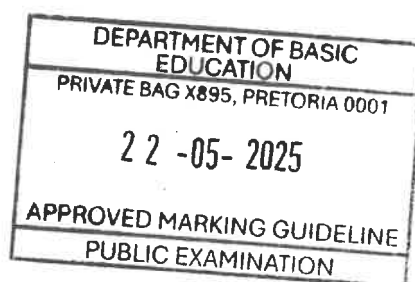 DEPARTMENT OF BASIC
EDUCATION
PRIVATE BAG X895, PRETORIA 0001
22 -05- 2025
APPROVED MARKING GUIDELINE
PUBLIC EXAMINATION